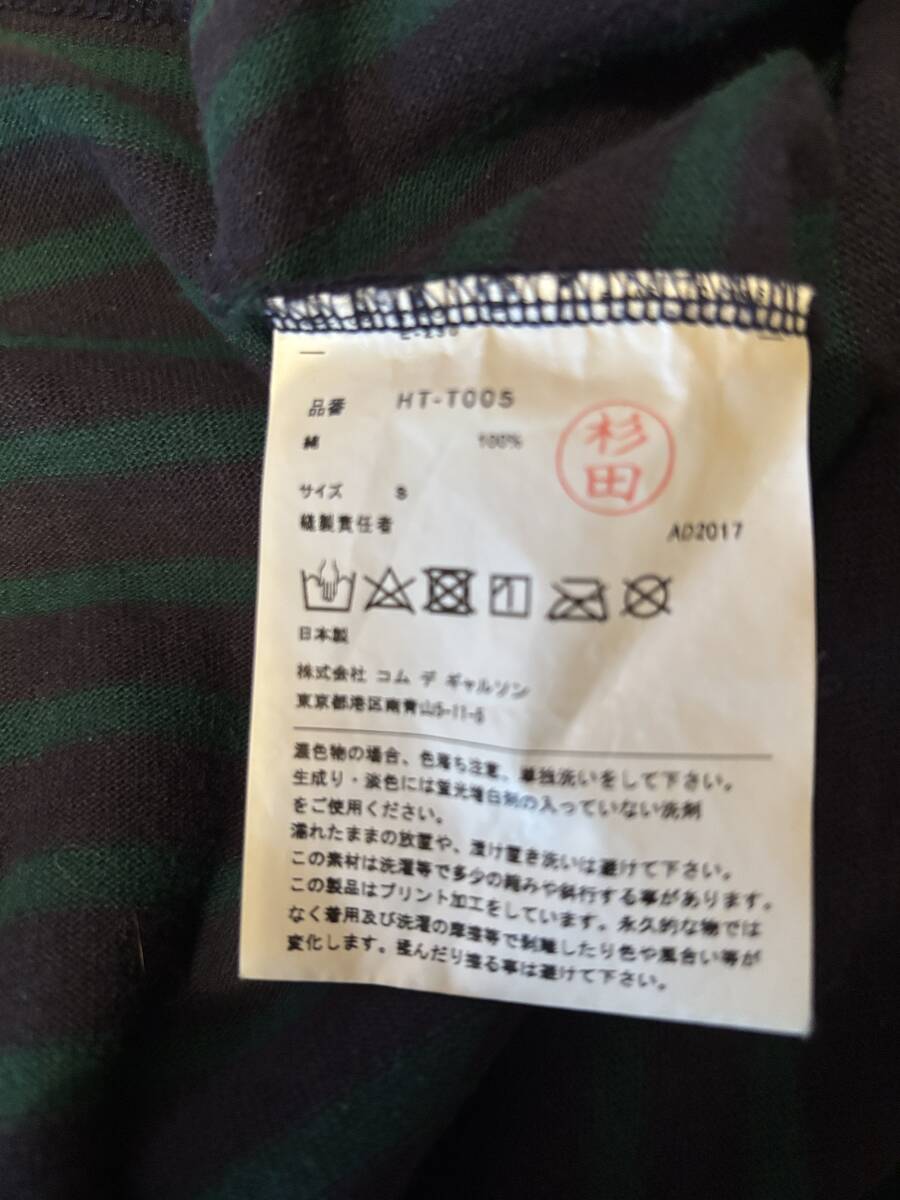 品番 HT-T005
綿 100%
杉田
サイズ S
縫製責任者
AD2017
日本製
株式会社 コム デ ギャルソン
東京都港区南青山5-11-5
濃色物の場合、色落ち注意、単独洗いをして下さい。
生成り・淡色には蛍光増白剤の入っていない洗剤
をご使用ください。
濡れたままの放置や、漬け置き洗いは避けて下さい。
この素材は洗濯等で多少の縮みや斜行する事があります。
この製品はプリント加工をしています。永久的な物では
なく着用及び洗濯の摩擦等で剥離したり色や風合い等が
変化します。揉んだり擦る事は避けて下さい。